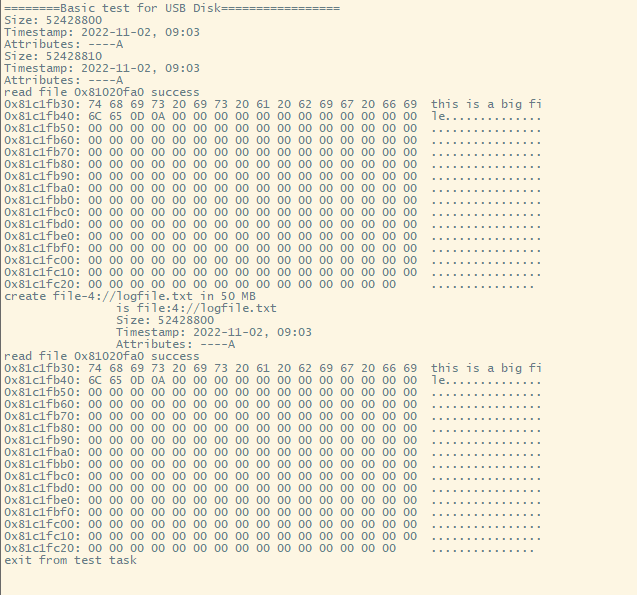 ========Basic test for USB Disk=================
Size: 52428800
Timestamp: 2022-11-02, 09:03
Attributes: ----A
Size: 52428810
Timestamp: 2022-11-02, 09:03
Attributes: ----A
read file 0x81020fa0 success
0x81c1fb30: 74 68 69 73 20 69 73 20 61 20 62 69 67 20 66 69  this is a big fi
0x81c1fb40: 6C 65 0D 0A 00 00 00 00 00 00 00 00 00 00 00 00  le..............
0x81c1fb50: 00 00 00 00 00 00 00 00 00 00 00 00 00 00 00 00  ................
0x81c1fb60: 00 00 00 00 00 00 00 00 00 00 00 00 00 00 00 00  ................
0x81c1fb70: 00 00 00 00 00 00 00 00 00 00 00 00 00 00 00 00  ................
0x81c1fb80: 00 00 00 00 00 00 00 00 00 00 00 00 00 00 00 00  ................
0x81c1fb90: 00 00 00 00 00 00 00 00 00 00 00 00 00 00 00 00  ................
0x81c1fba0: 00 00 00 00 00 00 00 00 00 00 00 00 00 00 00 00  ................
0x81c1fbb0: 00 00 00 00 00 00 00 00 00 00 00 00 00 00 00 00  ................
0x81c1fbc0: 00 00 00 00 00 00 00 00 00 00 00 00 00 00 00 00  ................
0x81c1fbd0: 00 00 00 00 00 00 00 00 00 00 00 00 00 00 00 00  ................
0x81c1fbe0: 00 00 00 00 00 00 00 00 00 00 00 00 00 00 00 00  ................
0x81c1fbf0: 00 00 00 00 00 00 00 00 00 00 00 00 00 00 00 00  ................
0x81c1fc00: 00 00 00 00 00 00 00 00 00 00 00 00 00 00 00 00  ................
0x81c1fc10: 00 00 00 00 00 00 00 00 00 00 00 00 00 00 00 00  ................
0x81c1fc20: 00 00 00 00 00 00 00 00 00 00 00 00 00 00 00     ...............
create file-4://logfile.txt in 50 MB
is file:4://logfile.txt
Size: 52428800
Timestamp: 2022-11-02, 09:03
Attributes: ----A
read file 0x81020fa0 success
0x81c1fb30: 74 68 69 73 20 69 73 20 61 20 62 69 67 20 66 69  this is a big fi
0x81c1fb40: 6C 65 0D 0A 00 00 00 00 00 00 00 00 00 00 00 00  le..............
0x81c1fb50: 00 00 00 00 00 00 00 00 00 00 00 00 00 00 00 00  ................
0x81c1fb60: 00 00 00 00 00 00 00 00 00 00 00 00 00 00 00 00  ................
0x81c1fb70: 00 00 00 00 00 00 00 00 00 00 00 00 00 00 00 00  ................
0x81c1fb80: 00 00 00 00 00 00 00 00 00 00 00 00 00 00 00 00  ................
0x81c1fb90: 00 00 00 00 00 00 00 00 00 00 00 00 00 00 00 00  ................
0x81c1fba0: 00 00 00 00 00 00 00 00 00 00 00 00 00 00 00 00  ................
0x81c1fbb0: 00 00 00 00 00 00 00 00 00 00 00 00 00 00 00 00  ................
0x81c1fbc0: 00 00 00 00 00 00 00 00 00 00 00 00 00 00 00 00  ................
0x81c1fbd0: 00 00 00 00 00 00 00 00 00 00 00 00 00 00 00 00  ................
0x81c1fbe0: 00 00 00 00 00 00 00 00 00 00 00 00 00 00 00 00  ................
0x81c1fbf0: 00 00 00 00 00 00 00 00 00 00 00 00 00 00 00 00  ................
0x81c1fc00: 00 00 00 00 00 00 00 00 00 00 00 00 00 00 00 00  ................
0x81c1fc10: 00 00 00 00 00 00 00 00 00 00 00 00 00 00 00 00  ................
0x81c1fc20: 00 00 00 00 00 00 00 00 00 00 00 00 00 00 00     ...............
exit from test task